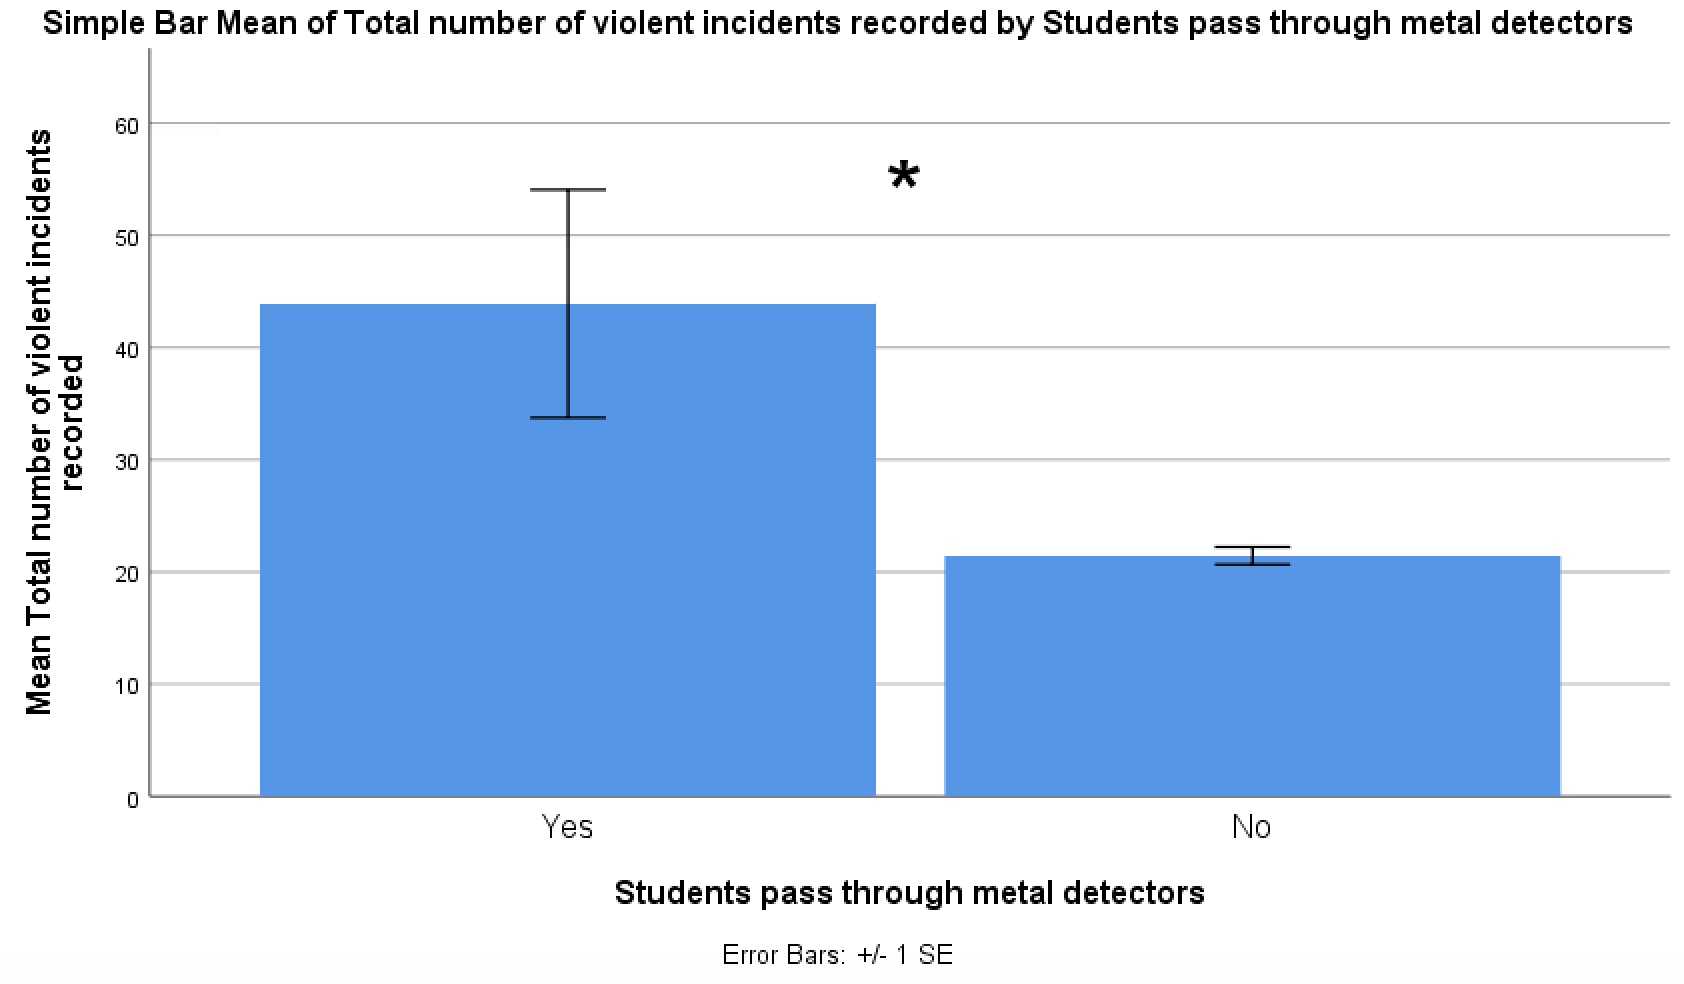 Simple Bar Mean of Total number of violent incidents recorded by Students pass through metal detectors
Mean Total number of violent incidents
recorded
60
50
40
30
20
10
0
*
Yes
No
Students pass through metal detectors
Error Bars: +/- 1 SE